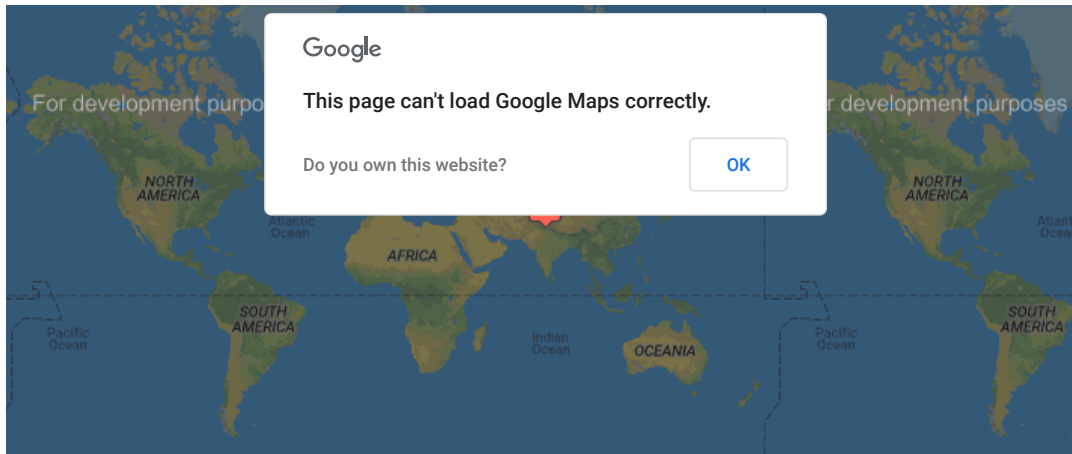 Google
This page can't load Google Maps correctly.
Do you own this website?
OK
For development purpo
r development purposes
NORTH
AMERICA
NORTH
AMERICA
Atlantic
Ocean
Atlant
Ocea
AFRICA
SOUTH
AMERICA
SOUTH
AMERICA
Pacific
Ocean
Indian
Ocean
OCEANIA
Pacific
Ocean